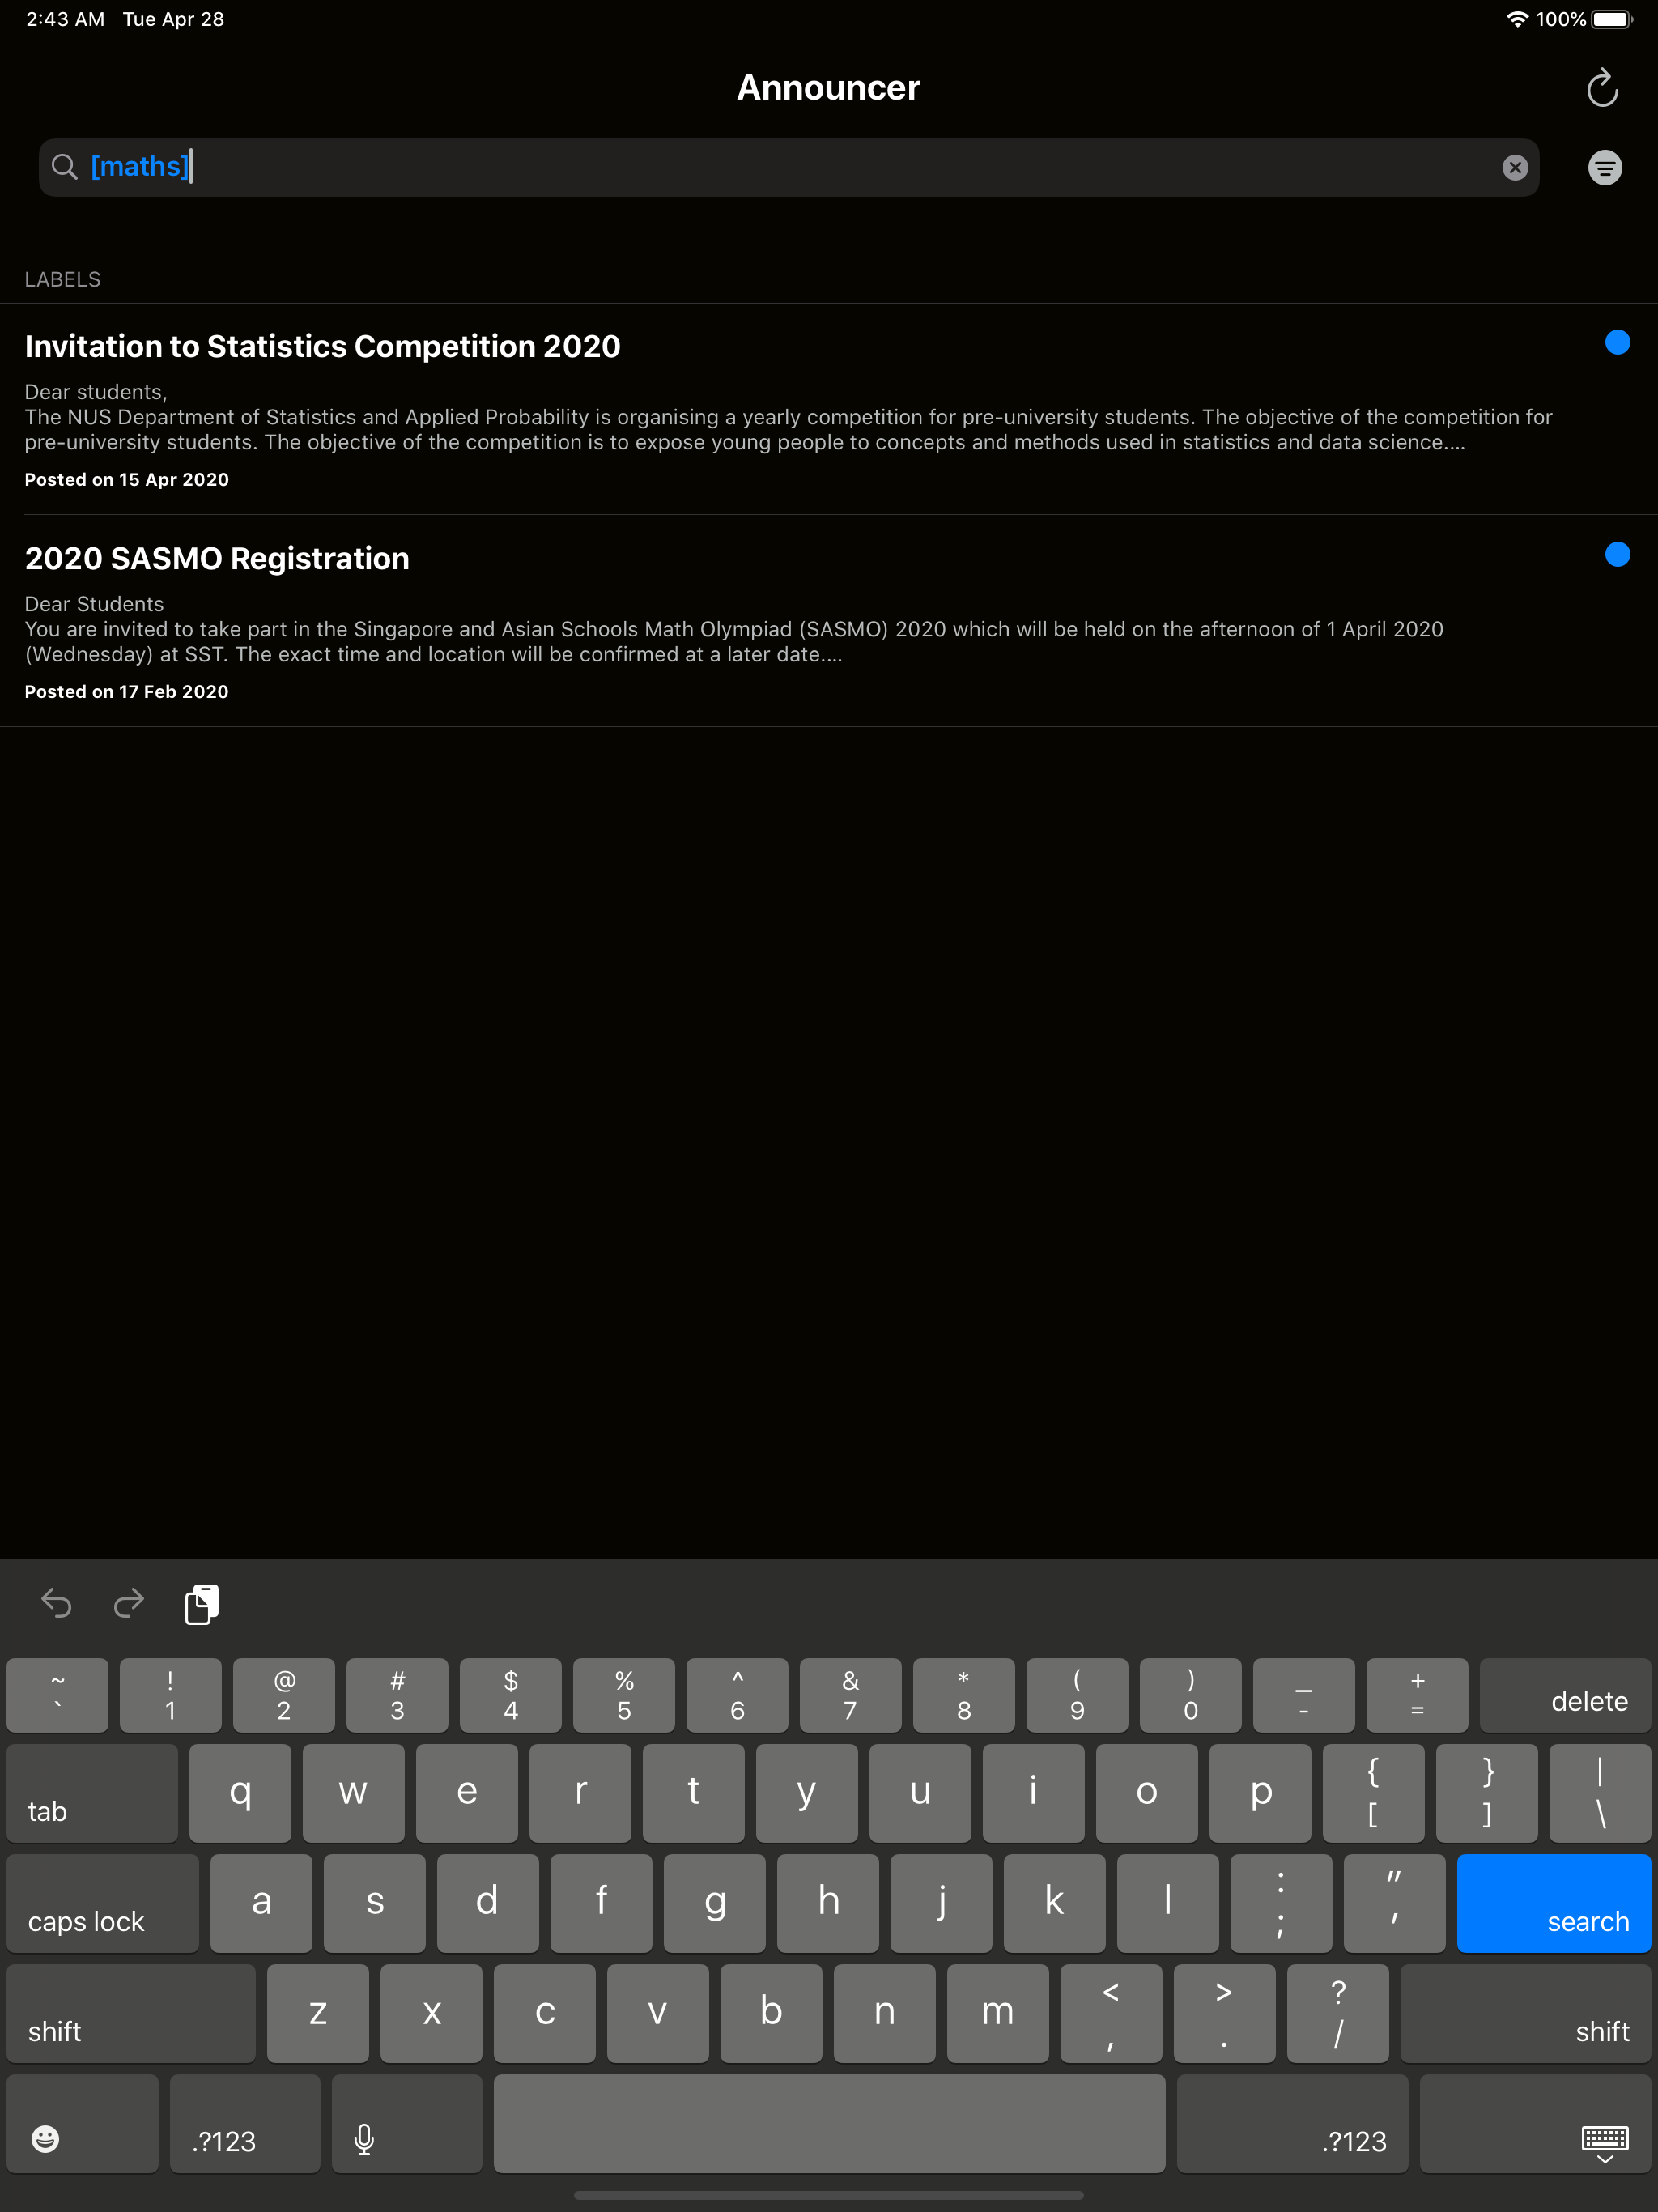 2:43 AM Tue Apr 28 100%
Announcer
[maths]
LABELS
Invitation to Statistics Competition 2020
Dear students,
The NUS Department of Statistics and Applied Probability is organising a yearly competition for pre-university students. The objective of the competition for
pre-university students. The objective of the competition is to expose young people to concepts and methods used in statistics and data science....
Posted on 15 Apr 2020
2020 SASMO Registration
Dear Students
You are invited to take part in the Singapore and Asian Schools Math Olympiad (SASMO) 2020 which will be held on the afternoon of 1 April 2020
(Wednesday) at SST. The exact time and location will be confirmed at a later date....
Posted on 17 Feb 2020
~ ! @ # $ % ^ & * ( ) _ +
` 1 2 3 4 5 6 7 8 9 0 - = delete
tab q w e r t y u i o p { [ } ] | \
caps lock a s d f g h j k l : ; " ' search
shift z x c v b n m < , > . ? / shift
.?123 .?123